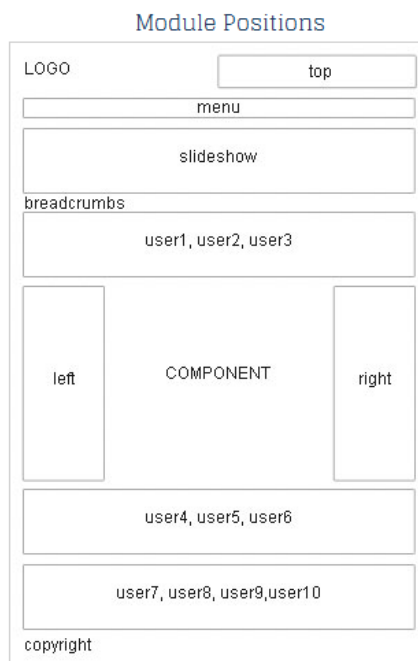 Module Positions
LOGO
top
menu
slideshow
breadcrumbs
user1, user2, user3
left
COMPONENT
right
user4, user5, user6
user7, user8, user9,user10
copyright